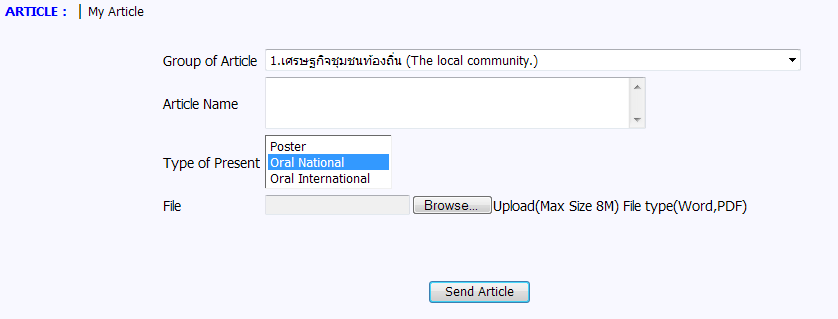 ARTICLE : My Article
Group of Article 1.เศรษฐกิจชุมชนท้องถิ่น (The local community.)
Article Name
Type of Present
Poster
Oral National
Oral International
File Browse... Upload(Max Size 8M) File type(Word,PDF)
Send Article